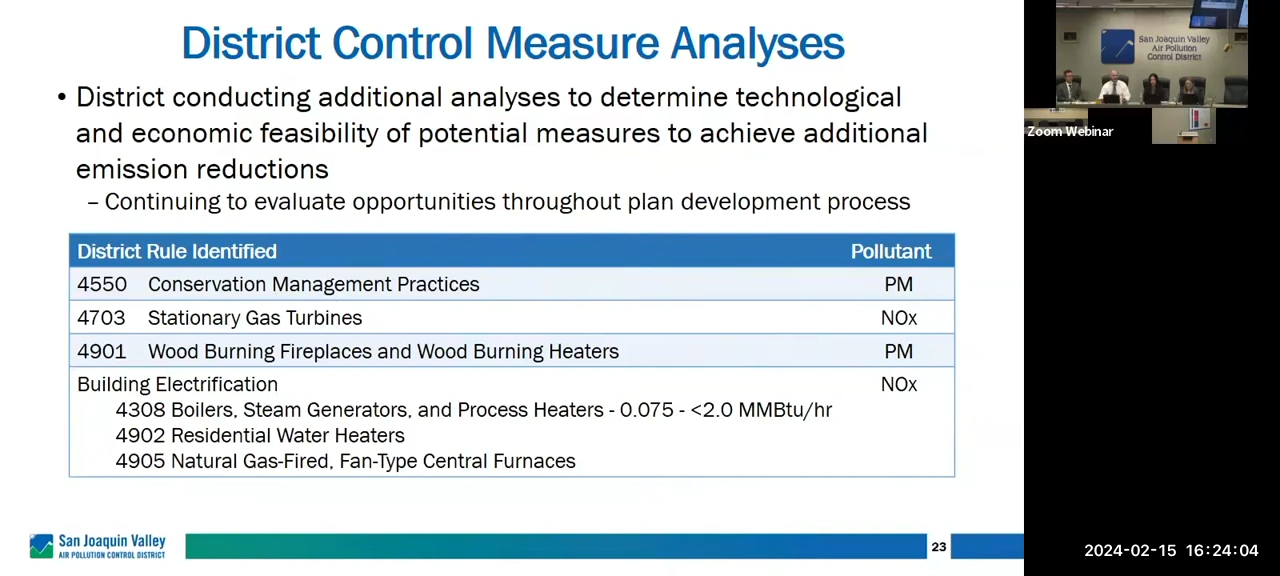 District Control Measure Analyses
• District conducting additional analyses to determine technological
and economic feasibility of potential measures to achieve additional
emission reductions
– Continuing to evaluate opportunities throughout plan development process
District Rule Identified Pollutant
4550 Conservation Management Practices PM
4703 Stationary Gas Turbines NOx
4901 Wood Burning Fireplaces and Wood Burning Heaters PM
Building Electrification NOx
4308 Boilers, Steam Generators, and Process Heaters - 0.075 - <2.0 MMBtu/hr
4902 Residential Water Heaters
4905 Natural Gas-Fired, Fan-Type Central Furnaces
San Joaquin Valley
AIR POLLUTION CONTROL DISTRICT
23
San Joaquin Valley
Air Pollution
Control District
Zoom Webinar
2024-02-15 16:24:04